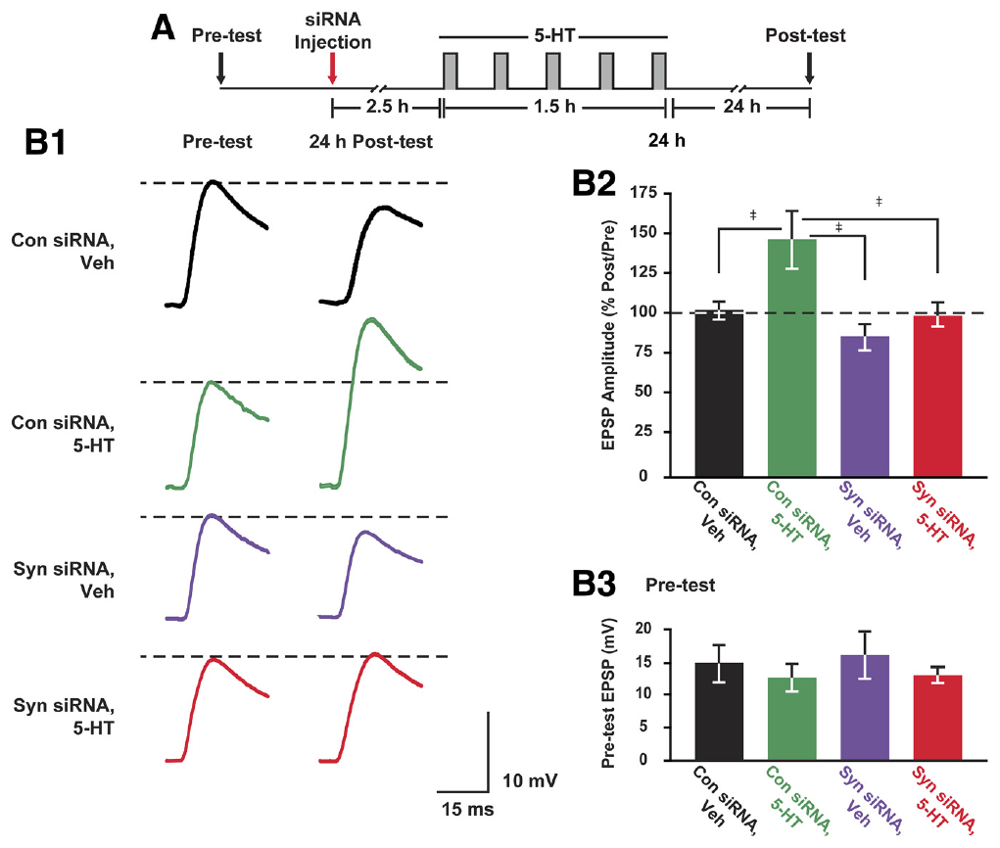 A
Pre-test
siRNA
Injection
5-HT
Post-test
2.5 h
1.5 h
24 h
B1
Pre-test
24 h Post-test
Con siRNA,
Veh
Con siRNA,
5-HT
Syn siRNA,
Veh
Syn siRNA,
5-HT
10 mV
15 ms
24 h
B2
EPSP Amplitude (% Post/Pre)
175
150
125
100
75
50
25
0
‡
‡
‡
Con siRNA,
Veh
Con siRNA,
5-HT
Syn siRNA,
Veh
Syn siRNA,
5-HT
B3
Pre-test
Pre-test EPSP (mV)
20
15
10
5
0
Con siRNA,
Veh
Con siRNA,
5-HT
Syn siRNA,
Veh
Syn siRNA,
5-HT